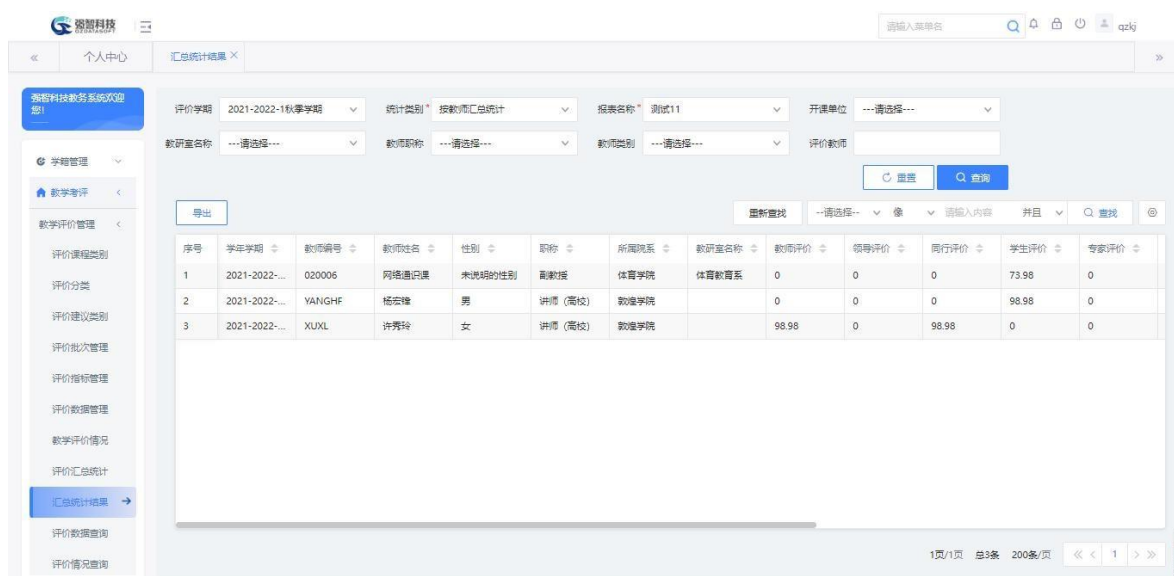 强智科技
QZDATASOFT
请输入菜单名
qzkj
个人中心
汇总统计结果
强智科技教务系统欢迎您!
评价学期 2021-2022-1秋季学期 统计类别* 按教师汇总统计 报表名称* 测试11 开课单位 ---请选择---
教研室名称 ---请选择--- 教师职称 ---请选择--- 教师类别 ---请选择--- 评价教师
重置 查询
导出 重新查找 --请选择-- 像 请输入内容 并且 查找
学籍管理
教学考评
教学评价管理
评价课程类别
评价分类
评价建议类别
评价批次管理
评价指标管理
评价数据管理
教学评价情况
评价汇总统计
汇总统计结果
评价数据查询
评价情况查询
序号 学年学期 教师编号 教师姓名 性别 职称 所属院系 教研室名称 教师评价 领导评价 同行评价 学生评价 专家评价
1 2021-2022-... 020006 网络通识课 未说明的性别 副教授 体育学院 体育教育系 0 0 0 73.98 0
2 2021-2022-... YANGHF 杨宏锋 男 讲师（高校） 敦煌学院 0 0 0 98.98 0
3 2021-2022-... XUXL 许秀玲 女 讲师（高校） 敦煌学院 98.98 0 98.98 0 0
1页/1页 总3条 200条/页 1